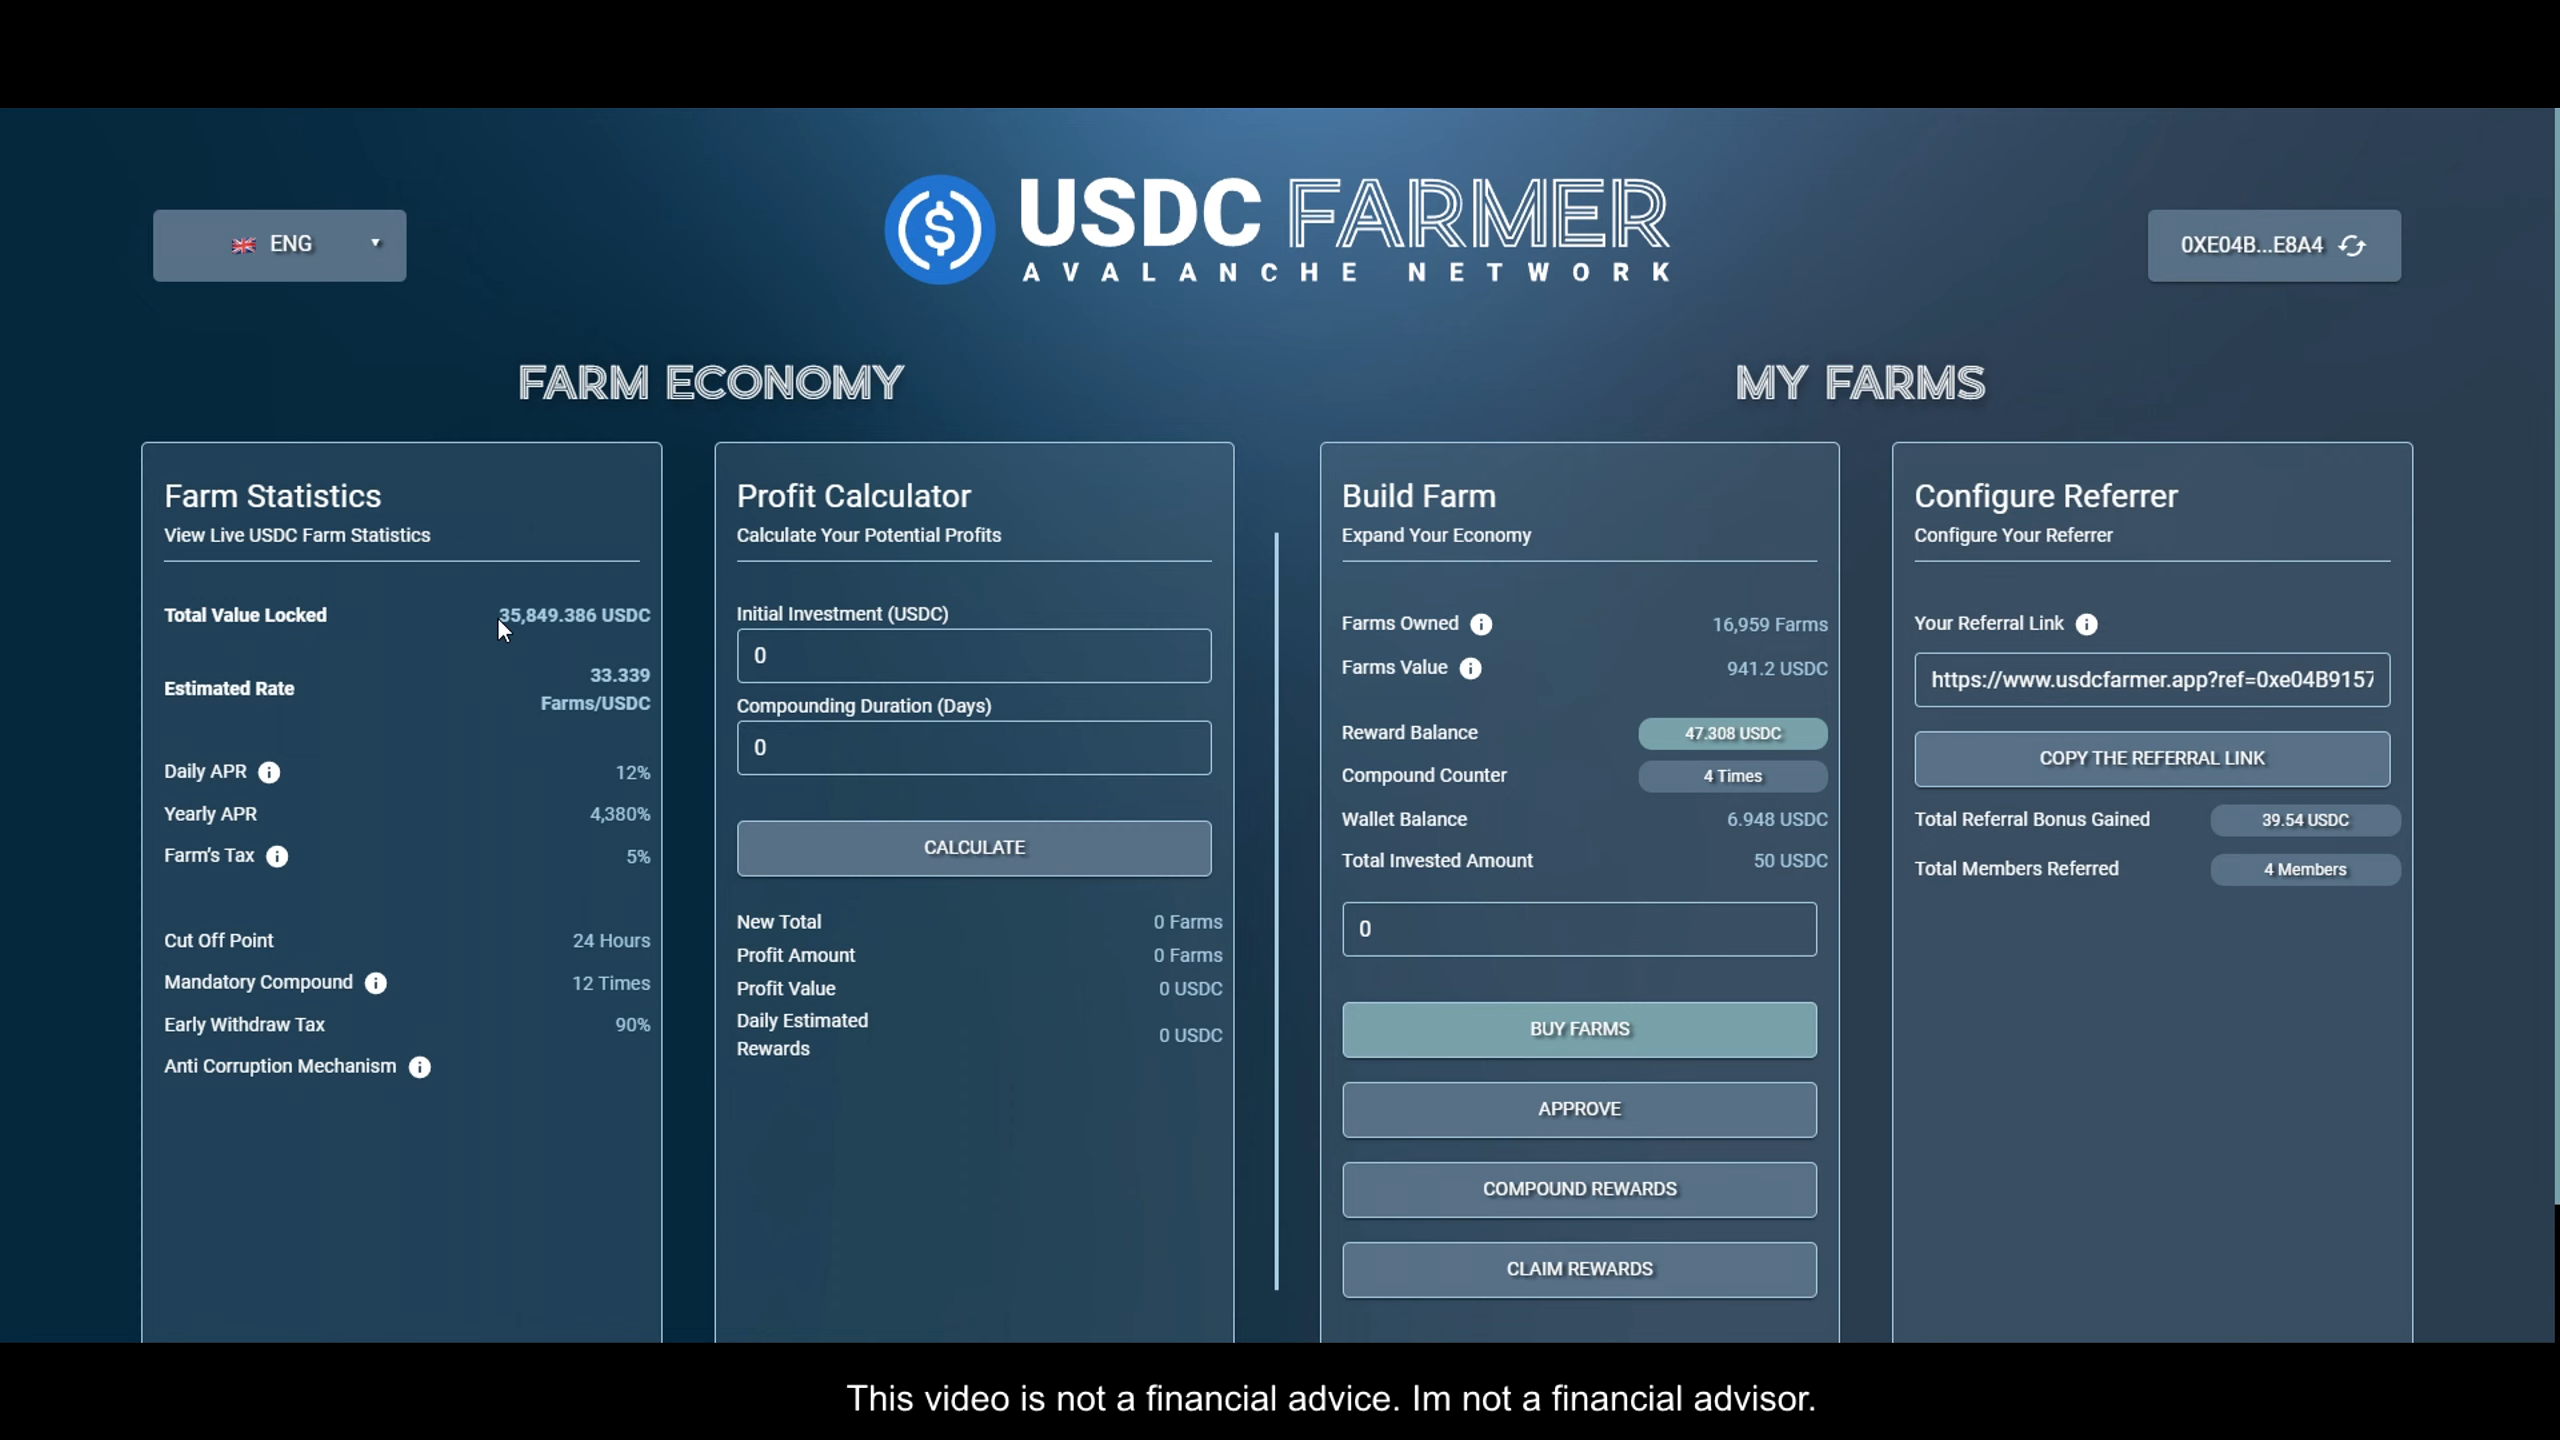 ENG
USDC FARMER
AVALANCHE NETWORK
0XE04B...E8A4
FARM ECONOMY
MY FARMS
Farm Statistics
View Live USDC Farm Statistics
Total Value Locked 35,849.386 USDC
Estimated Rate 33.339
Farms/USDC
Daily APR 12%
Yearly APR 4,380%
Farm's Tax 5%
Cut Off Point 24 Hours
Mandatory Compound 12 Times
Early Withdraw Tax 90%
Anti Corruption Mechanism
Profit Calculator
Calculate Your Potential Profits
Initial Investment (USDC)
0
Compounding Duration (Days)
0
CALCULATE
New Total 0 Farms
Profit Amount 0 Farms
Profit Value 0 USDC
Daily Estimated
Rewards 0 USDC
Build Farm
Expand Your Economy
Farms Owned 16,959 Farms
Farms Value 941.2 USDC
Reward Balance 47.308 USDC
Compound Counter 4 Times
Wallet Balance 6.948 USDC
Total Invested Amount 50 USDC
0
BUY FARMS
APPROVE
COMPOUND REWARDS
CLAIM REWARDS
Configure Referrer
Configure Your Referrer
Your Referral Link
https://www.usdcfarmer.app?ref=0xe04B9157
COPY THE REFERRAL LINK
Total Referral Bonus Gained 39.54 USDC
Total Members Referred 4 Members
This video is not a financial advice. Im not a financial advisor.